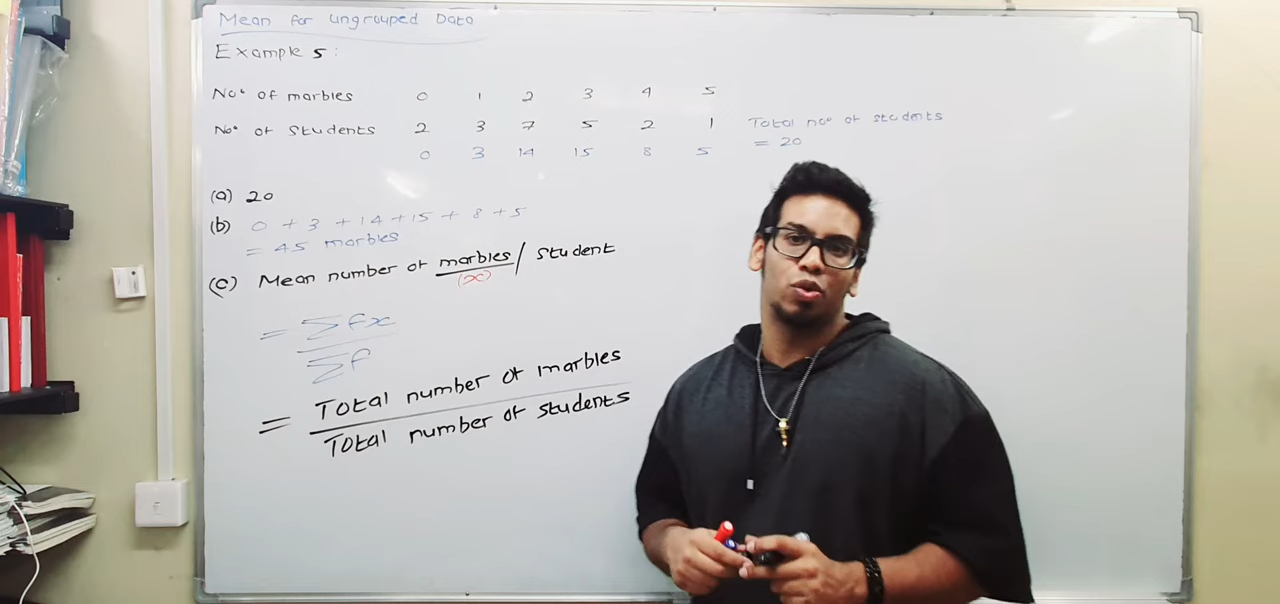 Mean for ungrouped Data
Example 5:
No. of marbles 0 1 2 3 4 5
No. of Students 2 3 7 5 2 1 Total no. of students
0 3 14 15 8 5 = 20
(a) 20
(b) 0 + 3 + 14 + 15 + 8 + 5
= 45 marbles
(c) Mean number of marbles / student
(x)
= Σfx
Σf
= Total number of marbles
Total number of students